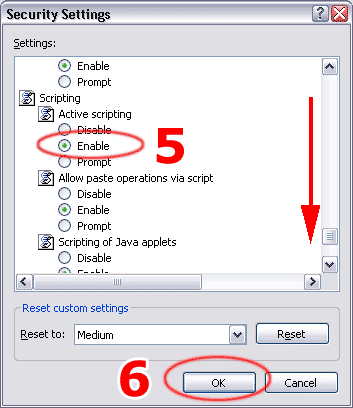 Security Settings
Settings:
Enable
Prompt
Scripting
Active scripting
Disable
Enable
5
Prompt
Allow paste operations via script
Disable
Enable
Prompt
Scripting of Java applets
Disable
Enable
Reset custom settings
Reset to: Medium Reset
6 OK Cancel